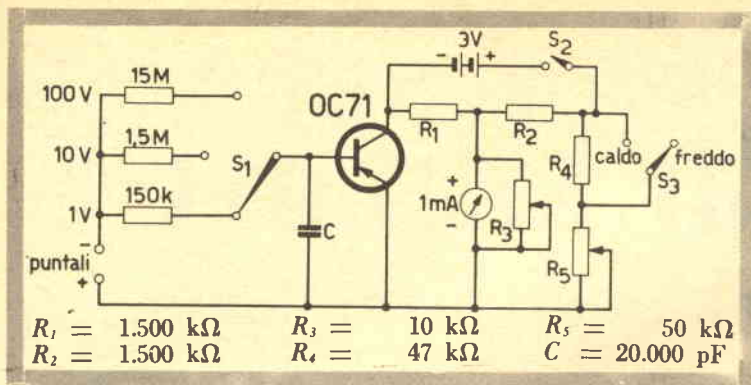 3V
- +
S2
15M
100 V
OC71
R1
R2
1,5M
10 V
S1
R4
caldo
freddo
S3
150k
1 V
+
1mA
-
R3
C
R5
-
puntali
+
R1 = 1.500 kΩ R3 = 10 kΩ R5 = 50 kΩ
R2 = 1.500 kΩ R4 = 47 kΩ C = 20.000 pF